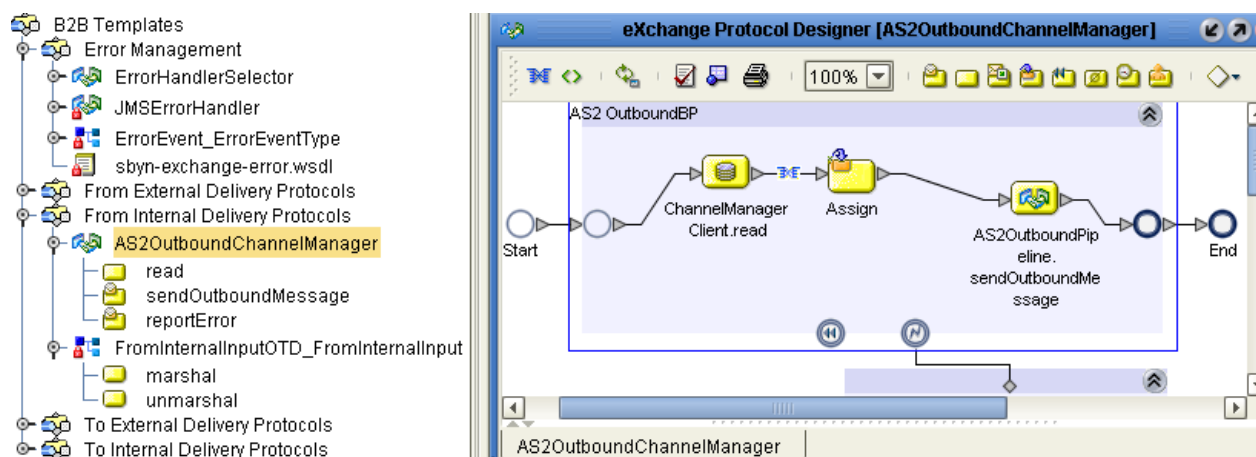 B2B Templates
Error Management
ErrorHandlerSelector
JMSErrorHandler
ErrorEvent_ErrorEventType
sbyn-exchange-error.wsdl
From External Delivery Protocols
From Internal Delivery Protocols
AS2OutboundChannelManager
read
sendOutboundMessage
reportError
FromInternalInputOTD_FromInternalInput
marshal
unmarshal
To External Delivery Protocols
To Internal Delivery Protocols
eXchange Protocol Designer [AS2OutboundChannelManager]
100%
AS2 OutboundBP
Start
ChannelManager
Client.read
Assign
AS2OutboundPip
eline.
sendOutboundMe
ssage
End
AS2OutboundChannelManager